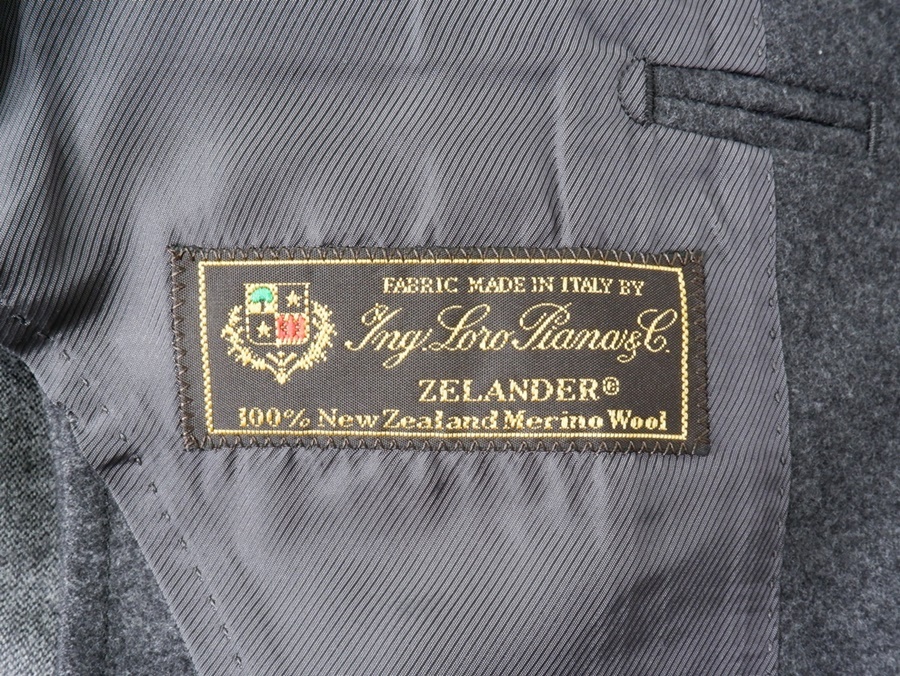 FABRIC MADE IN ITALY BY
Ing. Loro Piana & C.
ZELANDER®
100% New Zealand Merino Wool